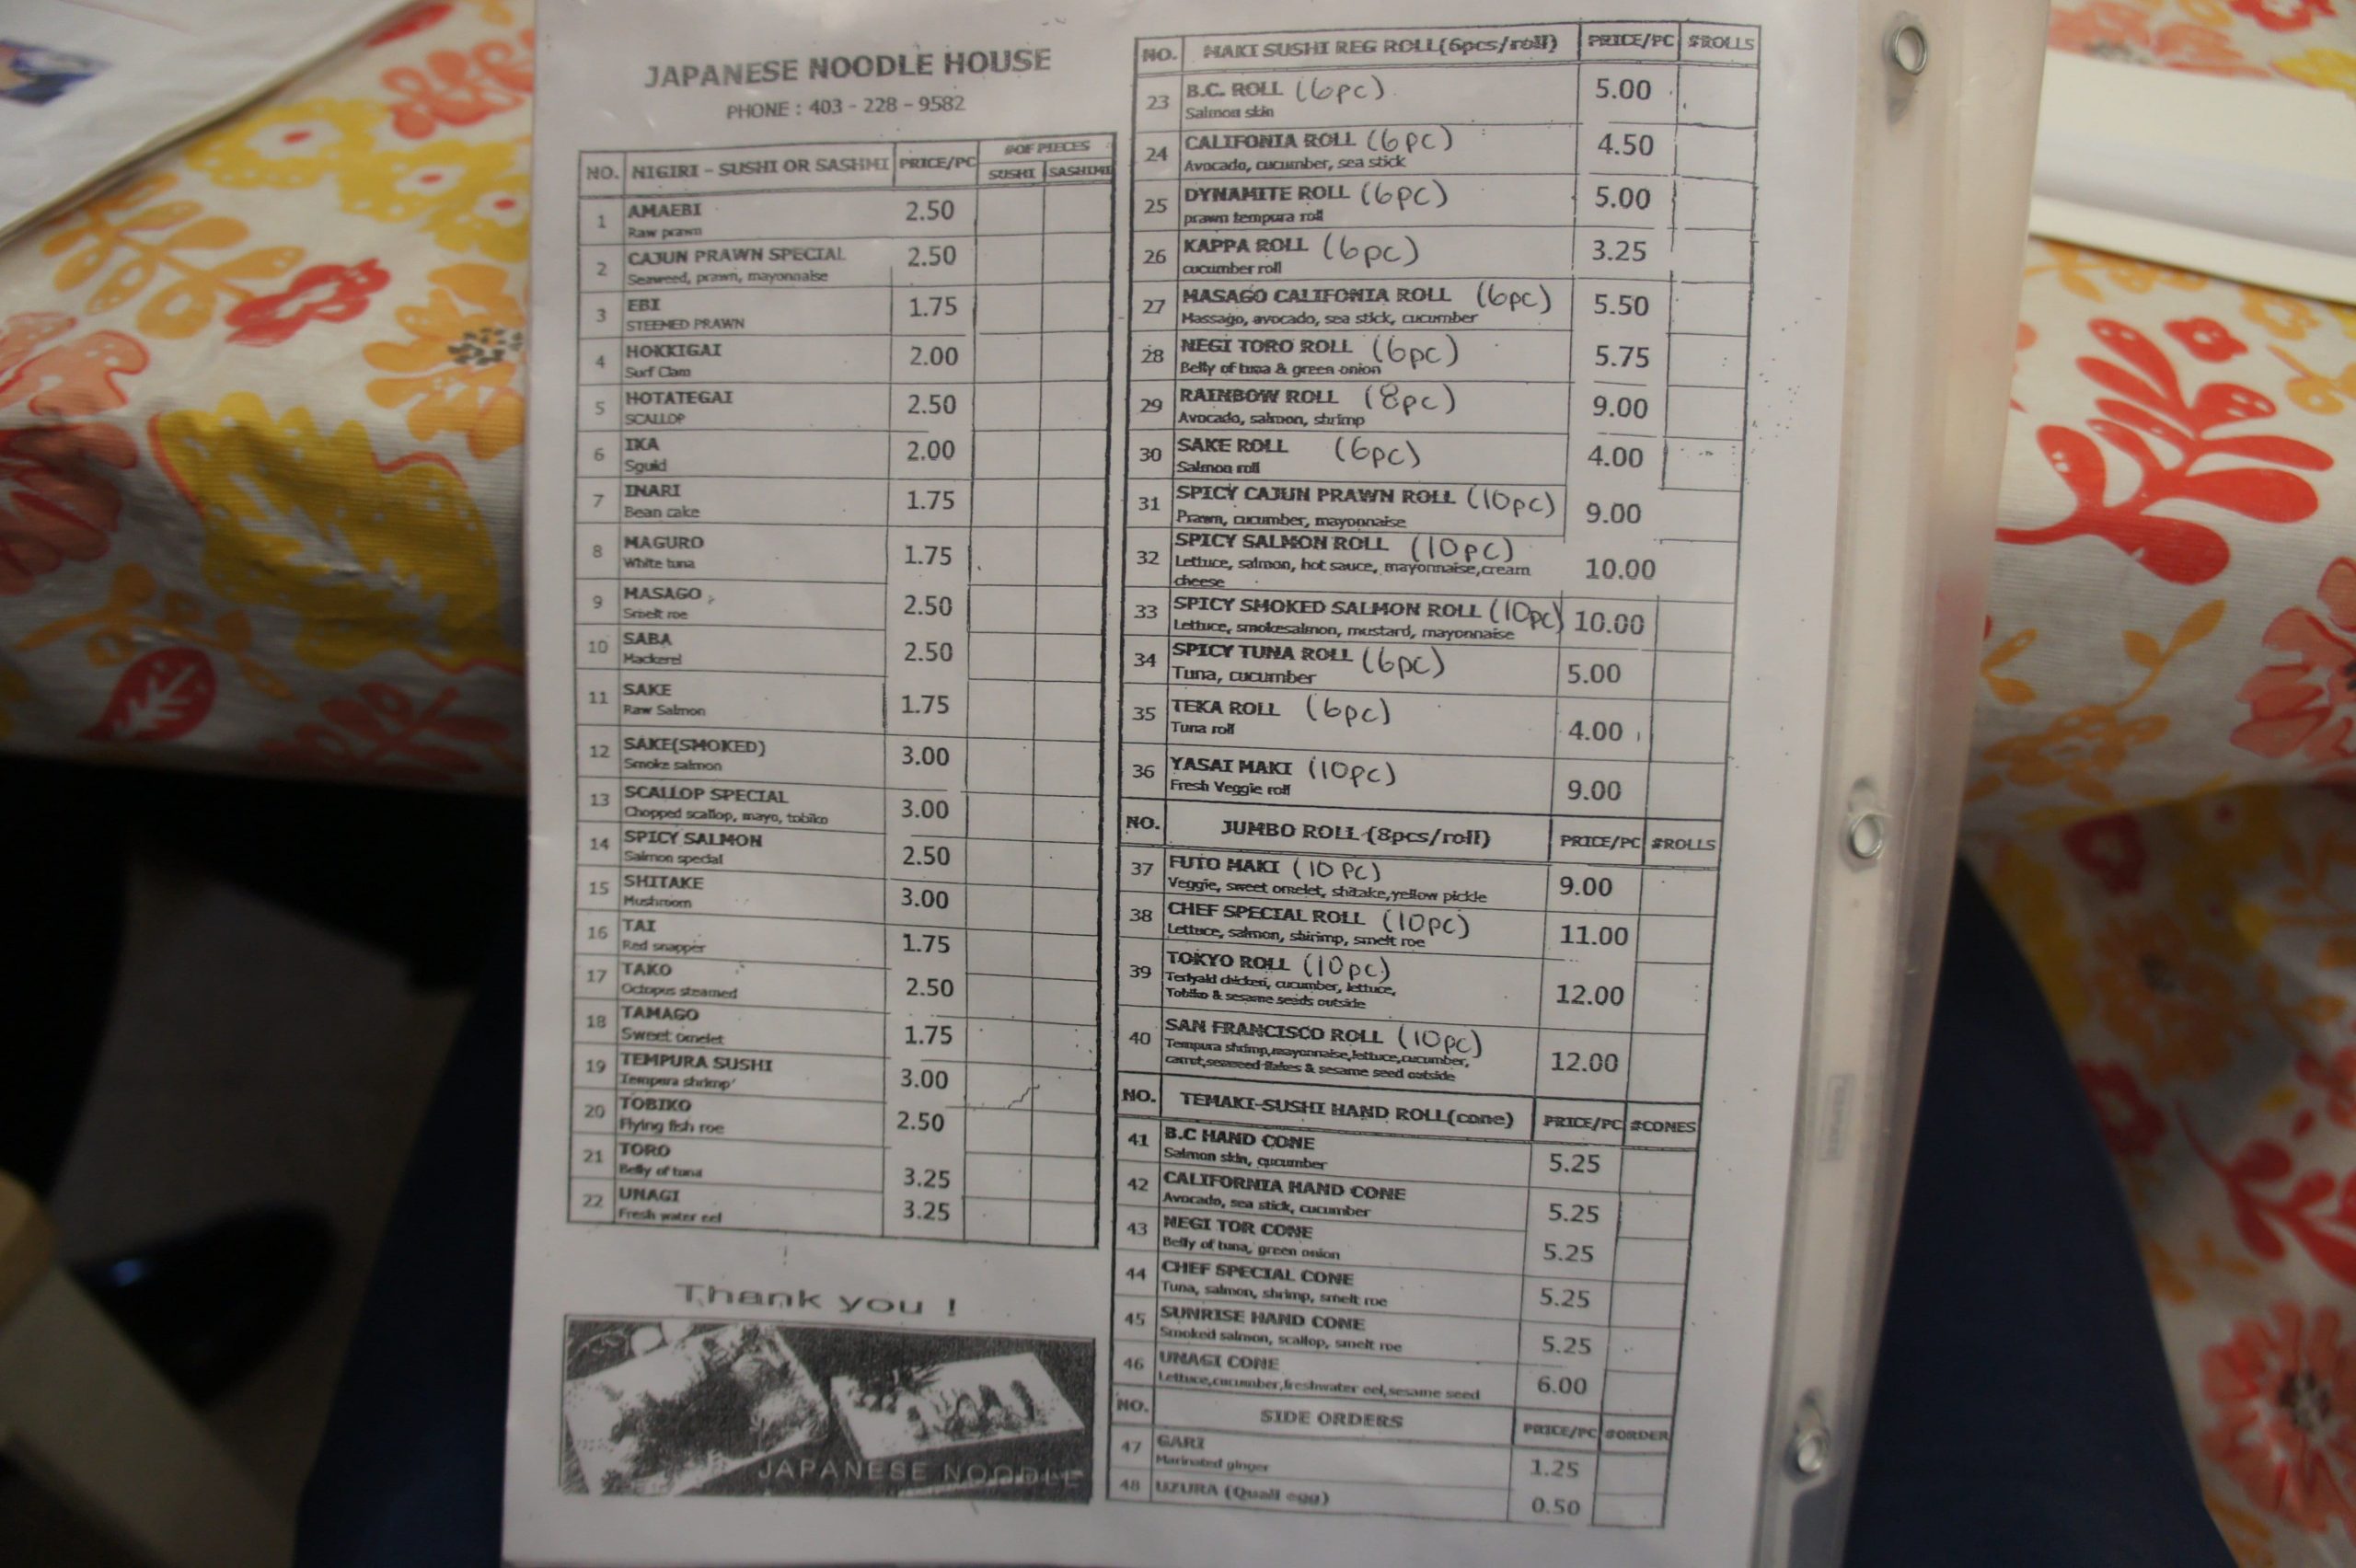 JAPANESE NOODLE HOUSE
PHONE : 403 - 228 - 9582
NO. NIGIRI - SUSHI OR SASHMI PRICE/PC #OF PIECES
SUSHI SASHIMI
1 AMAEBI 2.50
Raw prawn
2 CAJUN PRAWN SPECIAL 2.50
Seaweed, prawn, mayonnaise
3 EBI 1.75
STEEMED PRAWN
4 HOKKIGAI 2.00
Surf Clam
5 HOTATEGAI 2.50
SCALLOP
6 IKA 2.00
Sguid
7 INARI 1.75
Bean cake
8 MAGURO 1.75
White tuna
9 MASAGO 2.50
Smelt roe
10 SABA 2.50
Mackerel
11 SAKE 1.75
Raw Salmon
12 SAKE(SMOKED) 3.00
Smoke salmon
13 SCALLOP SPECIAL 3.00
Chopped scallop, mayo, tobiko
14 SPICY SALMON 2.50
Salmon special
15 SHITAKE 3.00
Mushroom
16 TAI 1.75
Red snapper
17 TAKO 2.50
Octopus steamed
18 TAMAGO 1.75
Sweet omelet
19 TEMPURA SUSHI 3.00
Tempura shrimp
20 TOBIKO 2.50
Flying fish roe
21 TORO 3.25
Belly of tuna
22 UNAGI 3.25
Fresh water eel
Thank you !
JAPANESE NOODLE
NO. MAKI SUSHI REG ROLL(6pcs/roll) PRICE/PC #ROLLS
23 B.C. ROLL (6pc) 5.00
Salmon skin
24 CALIFONIA ROLL (6pc) 4.50
Avocado, cucumber, sea stick
25 DYNAMITE ROLL (6pc) 5.00
prawn tempura roll
26 KAPPA ROLL (6pc) 3.25
cucumber roll
27 MASAGO CALIFONIA ROLL (6pc) 5.50
Massago, avocado, sea stick, cucumber
28 NEGI TORO ROLL (6pc) 5.75
Belly of tuna & green onion
29 RAINBOW ROLL (8pc) 9.00
Avocado, salmon, shrimp
30 SAKE ROLL (6pc) 4.00
Salmon roll
31 SPICY CAJUN PRAWN ROLL (10pc) 9.00
Prawn, cucumber, mayonnaise
32 SPICY SALMON ROLL (10pc) 10.00
Lettuce, salmon, hot sauce, mayonnaise,cream
cheese
33 SPICY SMOKED SALMON ROLL (10pc) 10.00
Lettuce, smokesalmon, mustard, mayonnaise
34 SPICY TUNA ROLL (6pc) 5.00
Tuna, cucumber
35 TEKA ROLL (6pc) 4.00
Tuna roll
36 YASAI MAKI (10pc) 9.00
Fresh Veggie roll
NO. JUMBO ROLL (8pcs/roll) PRICE/PC #ROLLS
37 FUTO MAKI (10 PC) 9.00
Veggie, sweet omelet, shitake,yellow pickle
38 CHEF SPECIAL ROLL (10pc) 11.00
Lettuce, salmon, shirimp, smelt roe
39 TOKYO ROLL (10pc) 12.00
Teriyaki chicken, cucumber, lettuce,
Tobiko & sesame seeds outside
40 SAN FRANCISCO ROLL (10pc) 12.00
Tempura shrimp,mayonnaise,lettuce,cucumber,
carrot,seaweed flakes & sesame seed outside
NO. TEMAKI-SUSHI HAND ROLL(cone) PRICE/PC #CONES
41 B.C HAND CONE 5.25
Salmon skin, cucumber
42 CALIFORNIA HAND CONE 5.25
Avocado, sea stick, cucumber
43 NEGI TOR CONE 5.25
Belly of tuna, green onion
44 CHEF SPECIAL CONE 5.25
Tuna, salmon, shrimp, smelt roe
45 SUNRISE HAND CONE 5.25
Smoked salmon, scallop, smelt roe
46 UNAGI CONE 6.00
Lettuce,cucumber,freshwater eel,sesame seed
NO. SIDE ORDERS PRICE/PC #ORDER
47 GARI 1.25
Marinated ginger
48 UZURA (Quail egg) 0.50